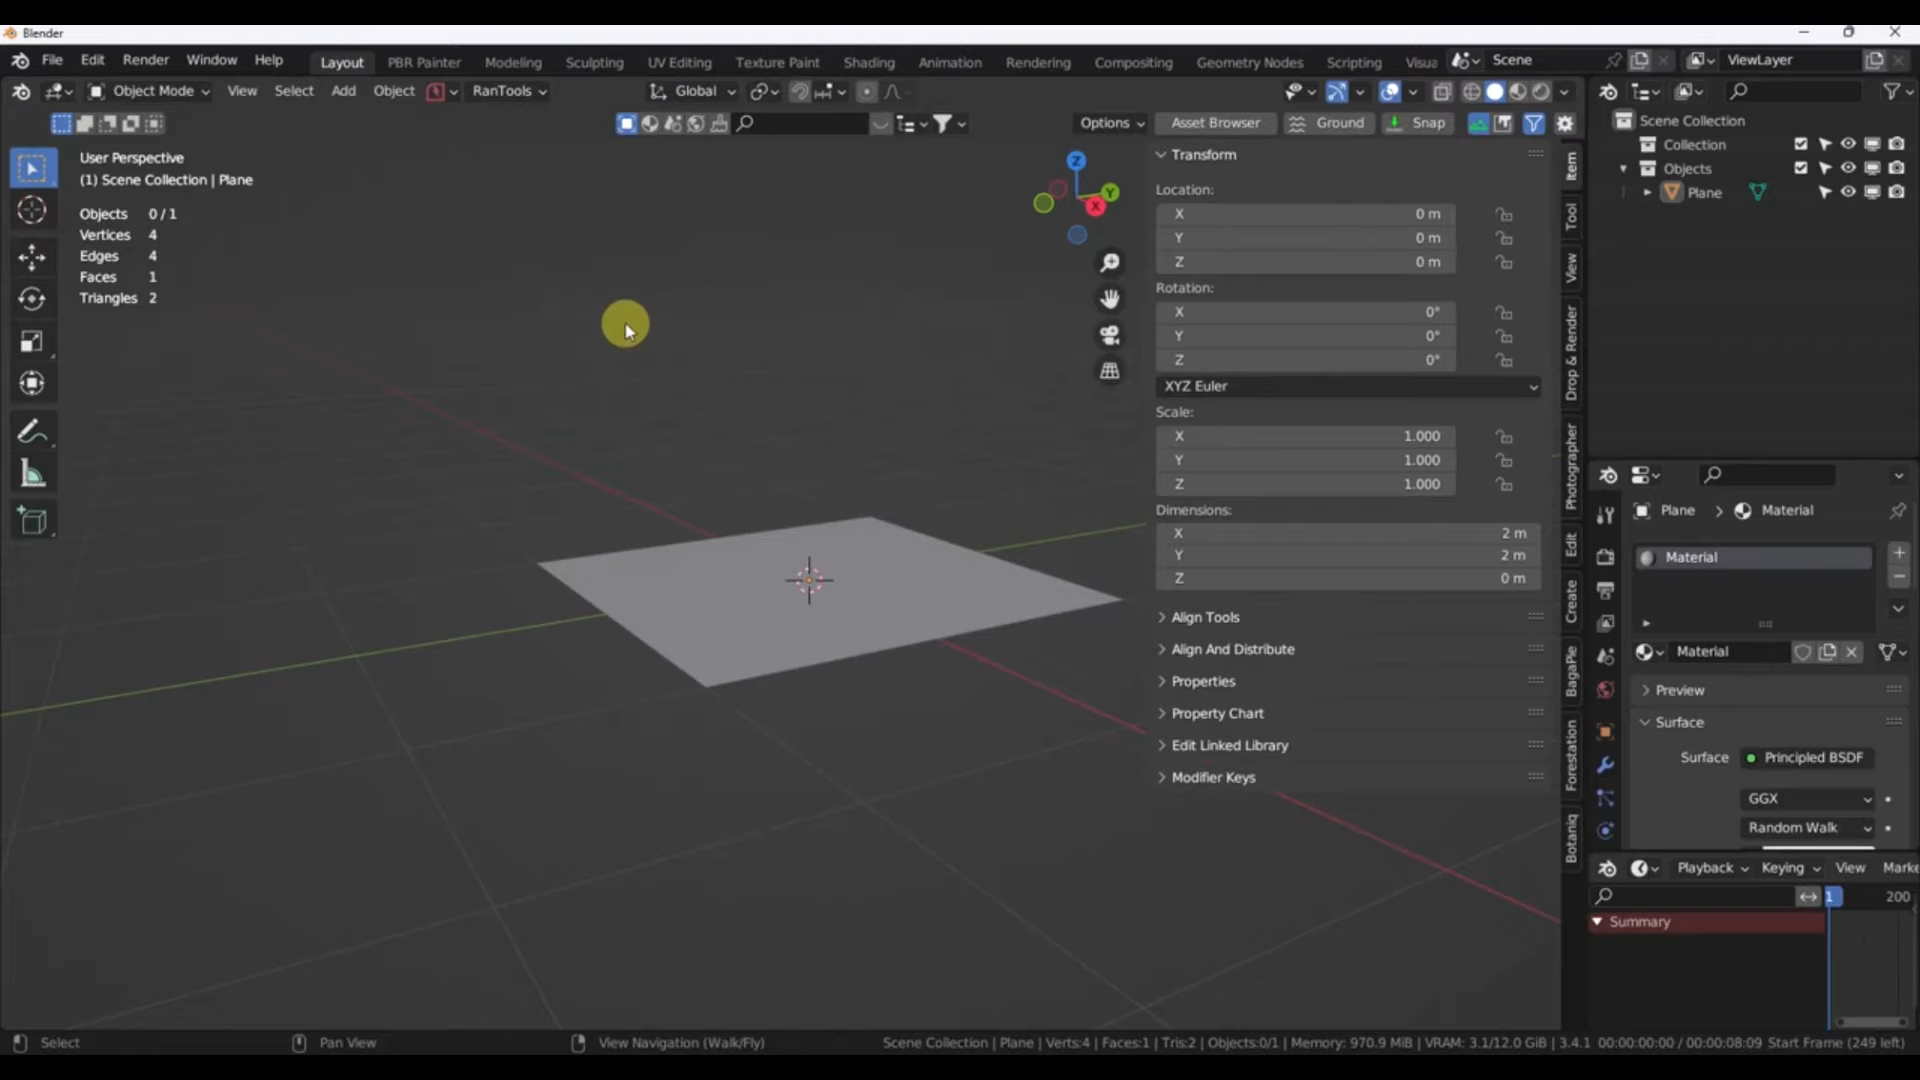 Blender
File Edit Render Window Help Layout PBR Painter Modeling Sculpting UV Editing Texture Paint Shading Animation Rendering Compositing Geometry Nodes Scripting Visua Scene ViewLayer
Object Mode View Select Add Object RanTools Global
Options Asset Browser Ground Snap
User Perspective
(1) Scene Collection | Plane
Objects 0 / 1
Vertices 4
Edges 4
Faces 1
Triangles 2
Z
Y
X
Transform
Location:
X 0 m
Y 0 m
Z 0 m
Rotation:
X 0°
Y 0°
Z 0°
XYZ Euler
Scale:
X 1.000
Y 1.000
Z 1.000
Dimensions:
X 2 m
Y 2 m
Z 0 m
Align Tools
Align And Distribute
Properties
Property Chart
Edit Linked Library
Modifier Keys
Item
Tool
View
Drop & Render
Photographer
Edit
Create
BagaPie
Forestation
Botaniq
Scene Collection
Collection
Objects
Plane
Plane Material
Material
Material
Preview
Surface
Surface Principled BSDF
GGX
Random Walk
Playback Keying View Marke
1 200
Summary
Select Pan View View Navigation (Walk/Fly) Scene Collection | Plane | Verts:4 | Faces:1 | Tris:2 | Objects:0/1 | Memory: 970.9 MiB | VRAM: 3.1/12.0 GiB | 3.4.1 00:00:00:00 / 00:00:08:09 Start Frame (249 left)